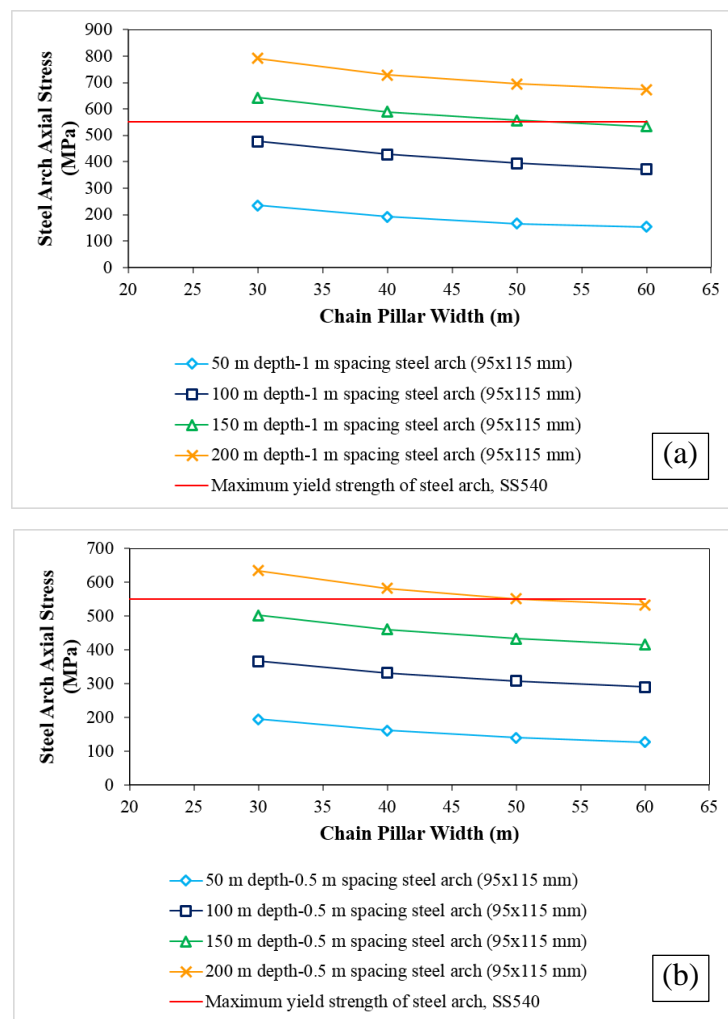 900
800
700
600
500
400
300
200
100
0
Steel Arch Axial Stress
(MPa)
20 25 30 35 40 45 50 55 60 65
Chain Pillar Width (m)
50 m depth-1 m spacing steel arch (95x115 mm)
100 m depth-1 m spacing steel arch (95x115 mm)
150 m depth-1 m spacing steel arch (95x115 mm)
200 m depth-1 m spacing steel arch (95x115 mm)
Maximum yield strength of steel arch, SS540
(a)
700
600
500
400
300
200
100
0
Steel Arch Axial Stress
(MPa)
20 25 30 35 40 45 50 55 60 65
Chain Pillar Width (m)
50 m depth-0.5 m spacing steel arch (95x115 mm)
100 m depth-0.5 m spacing steel arch (95x115 mm)
150 m depth-0.5 m spacing steel arch (95x115 mm)
200 m depth-0.5 m spacing steel arch (95x115 mm)
Maximum yield strength of steel arch, SS540
(b)